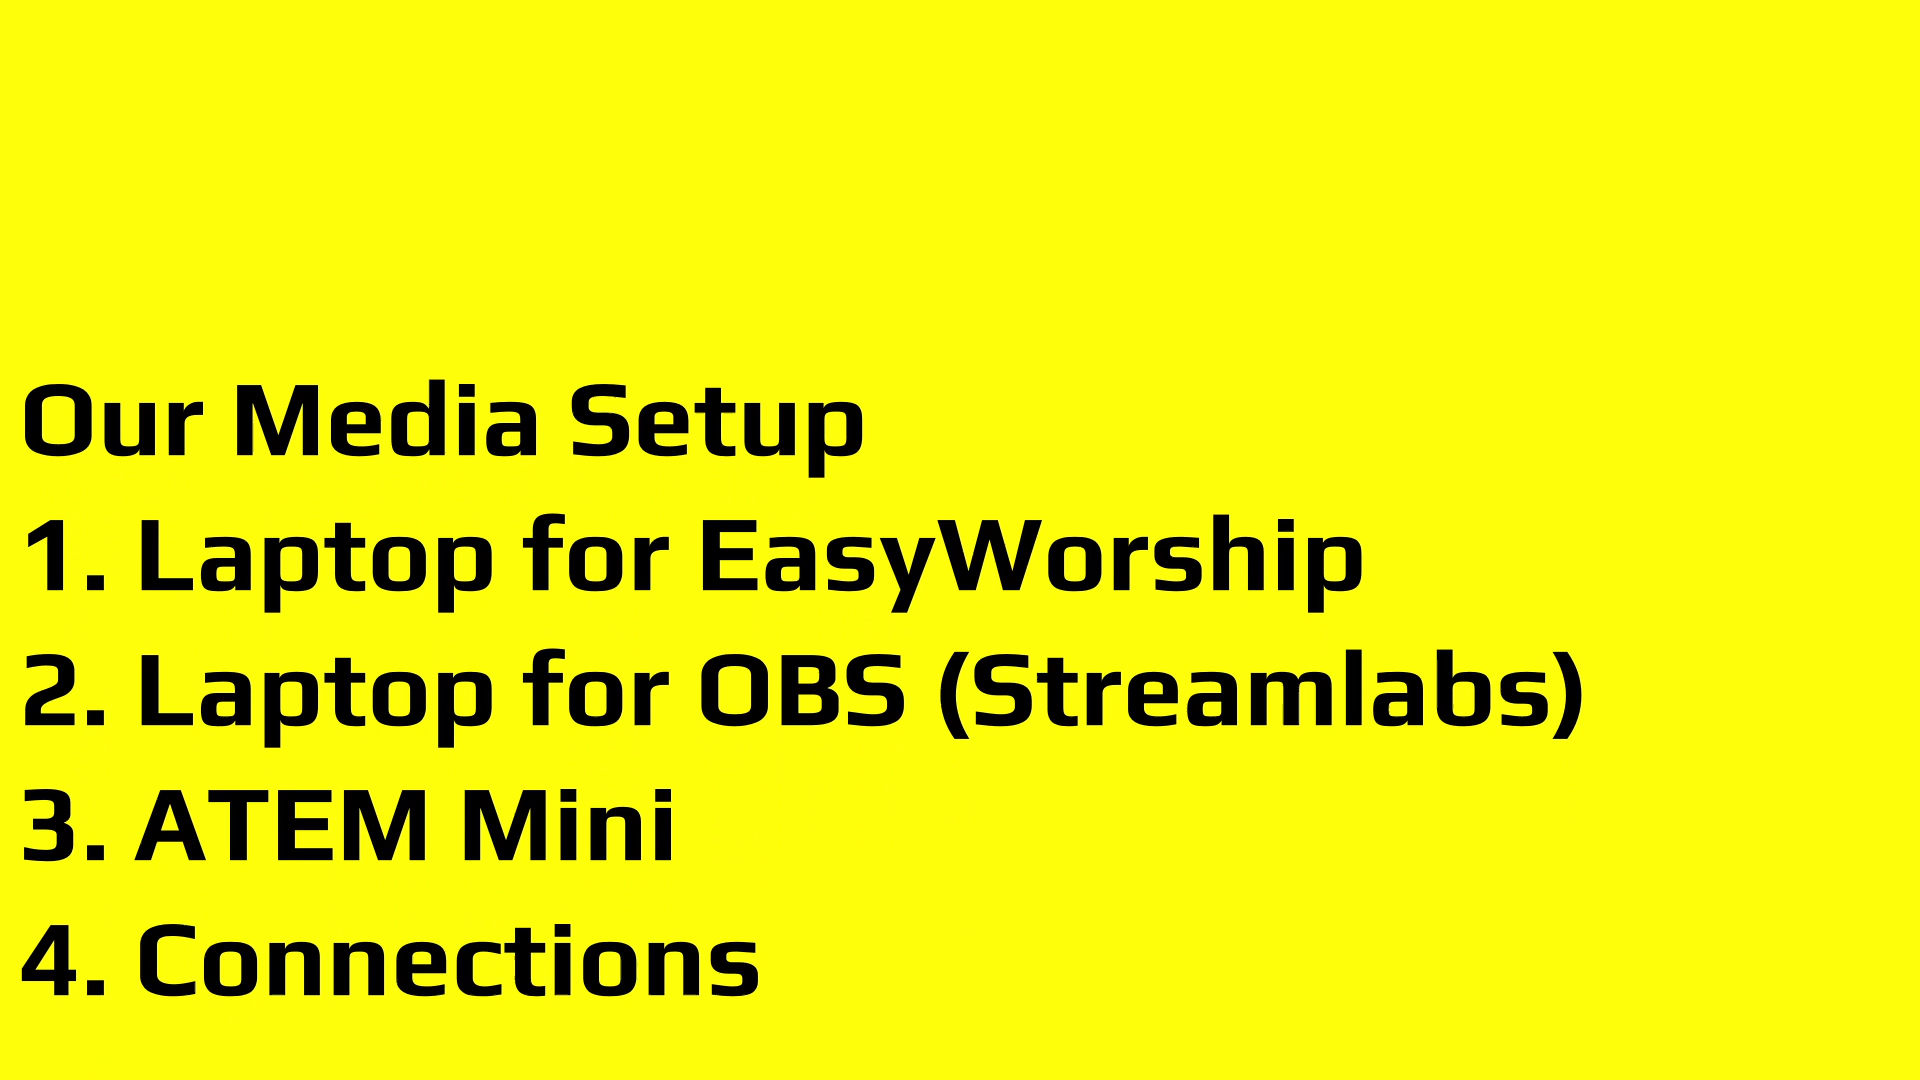 Our Media Setup
1. Laptop for EasyWorship
2. Laptop for OBS (Streamlabs)
3. ATEM Mini
4. Connections